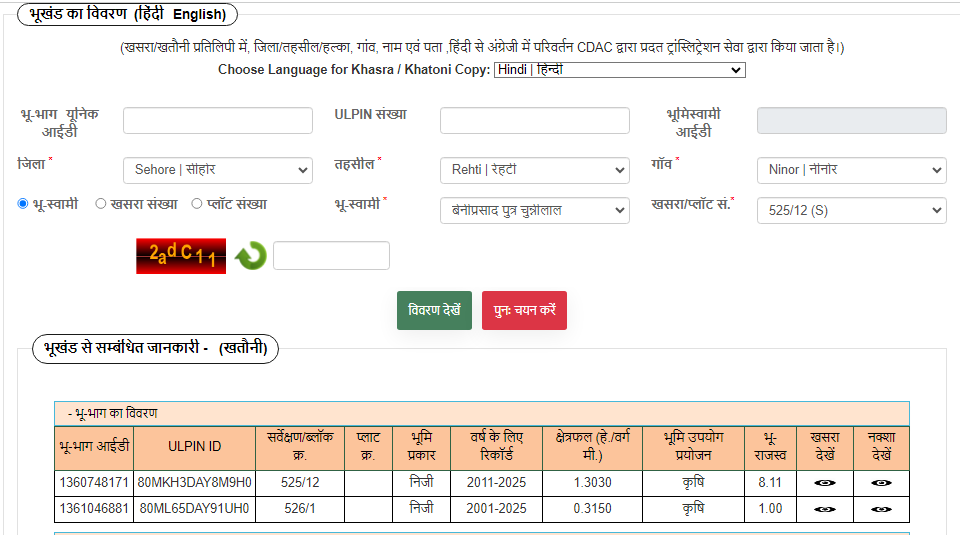 भूखंड का विवरण (हिंदी English)
(खसरा/खतौनी प्रतिलिपी में, जिला/तहसील/हल्का, गांव, नाम एवं पता ,हिंदी से अंग्रेजी में परिवर्तन CDAC द्वारा प्रदत ट्रांस्लिट्रेशन सेवा द्वारा किया जाता है।)
Choose Language for Khasra / Khatoni Copy: Hindi | हिन्दी
भू-भाग यूनिक आईडी ULPIN संख्या भूमिस्वामी आईडी
जिला * Sehore | सीहोर तहसील * Rehti | रेहटी गाँव * Ninor | नीनोर
भू-स्वामी खसरा संख्या प्लॉट संख्या भू-स्वामी * बेनीप्रसाद पुत्र चुन्नीलाल खसरा/प्लॉट सं.* 525/12 (S)
2adC11
विवरण देखें पुनः चयन करें
भूखंड से सम्बंधित जानकारी - (खतौनी)
- भू-भाग का विवरण
भू-भाग आईडी ULPIN ID सर्वेक्षण/ब्लॉक क्र. प्लाट क्र. भूमि प्रकार वर्ष के लिए रिकॉर्ड क्षेत्रफल (हे./वर्ग मी.) भूमि उपयोग प्रयोजन भू-राजस्व खसरा देखें नक्शा देखें
1360748171 80MKH3DAY8M9H0 525/12 निजी 2011-2025 1.3030 कृषि 8.11
1361046881 80ML65DAY91UH0 526/1 निजी 2001-2025 0.3150 कृषि 1.00